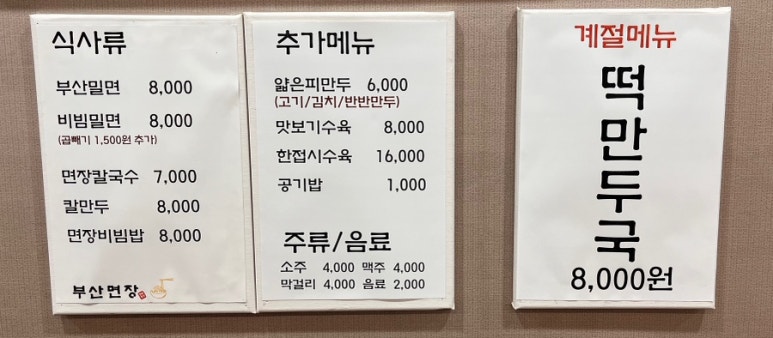 식사류
부산밀면 8,000
비빔밀면 8,000
(곱빼기 1,500원 추가)
면장칼국수 7,000
칼만두 8,000
면장비빔밥 8,000
부산면장
추가메뉴
얇은피만두 6,000
(고기/김치/반반만두)
맛보기수육 8,000
한접시수육 16,000
공기밥 1,000
주류/음료
소주 4,000 맥주 4,000
막걸리 4,000 음료 2,000
계절메뉴
떡만두국
8,000원